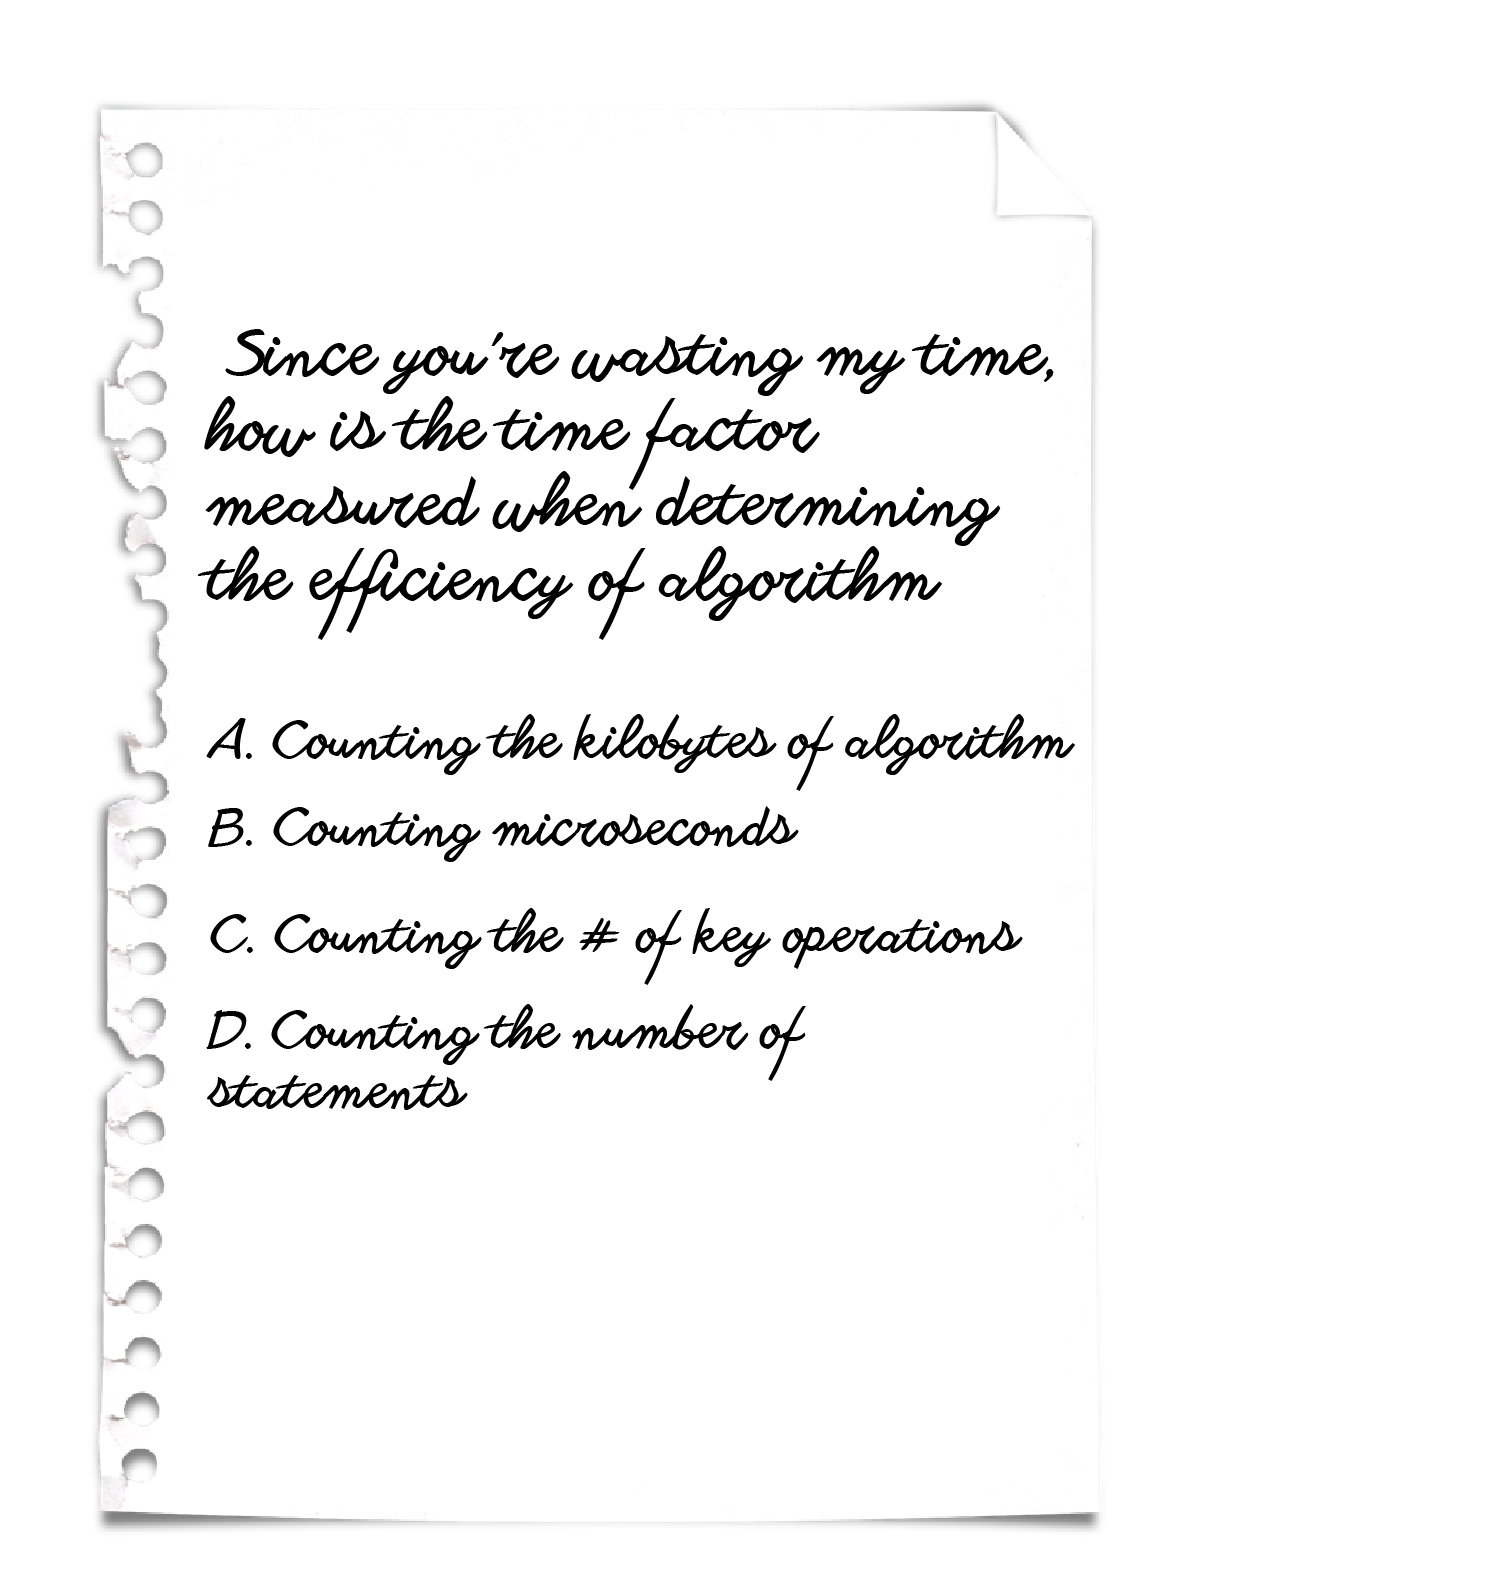 Since you're wasting my time,
how is the time factor
measured when determining
the efficiency of algorithm
A. Counting the kilobytes of algorithm
B. Counting microseconds
C. Counting the # of key operations
D. Counting the number of
statements